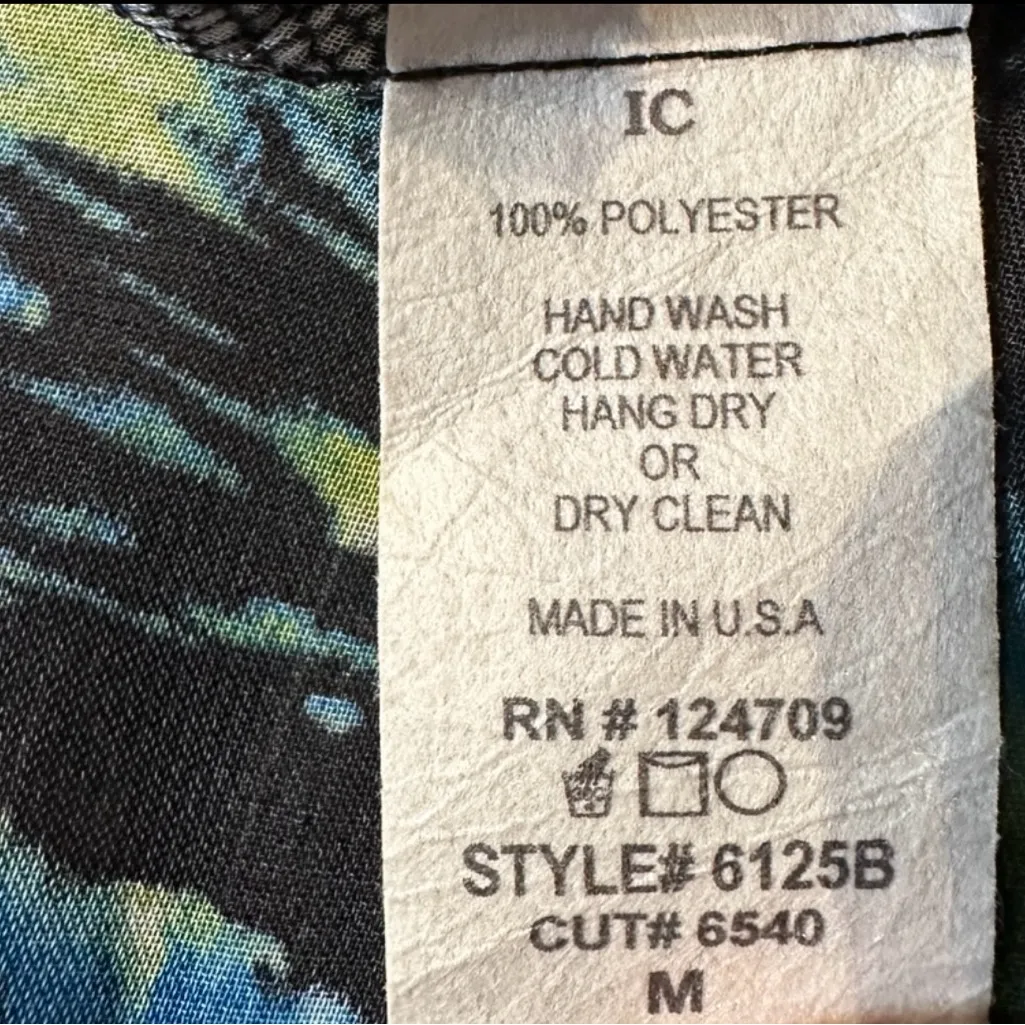 IC
100% POLYESTER
HAND WASH
COLD WATER
HANG DRY
OR
DRY CLEAN
MADE IN U.S.A
RN # 124709
STYLE# 6125B
CUT# 6540
M